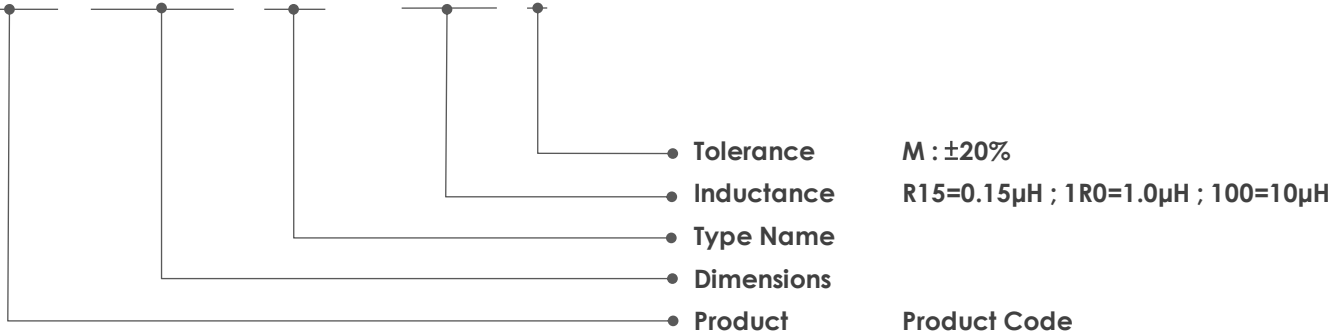 Tolerance M : ±20%
Inductance R15=0.15μH ; 1R0=1.0μH ; 100=10μH
Type Name
Dimensions
Product Product Code